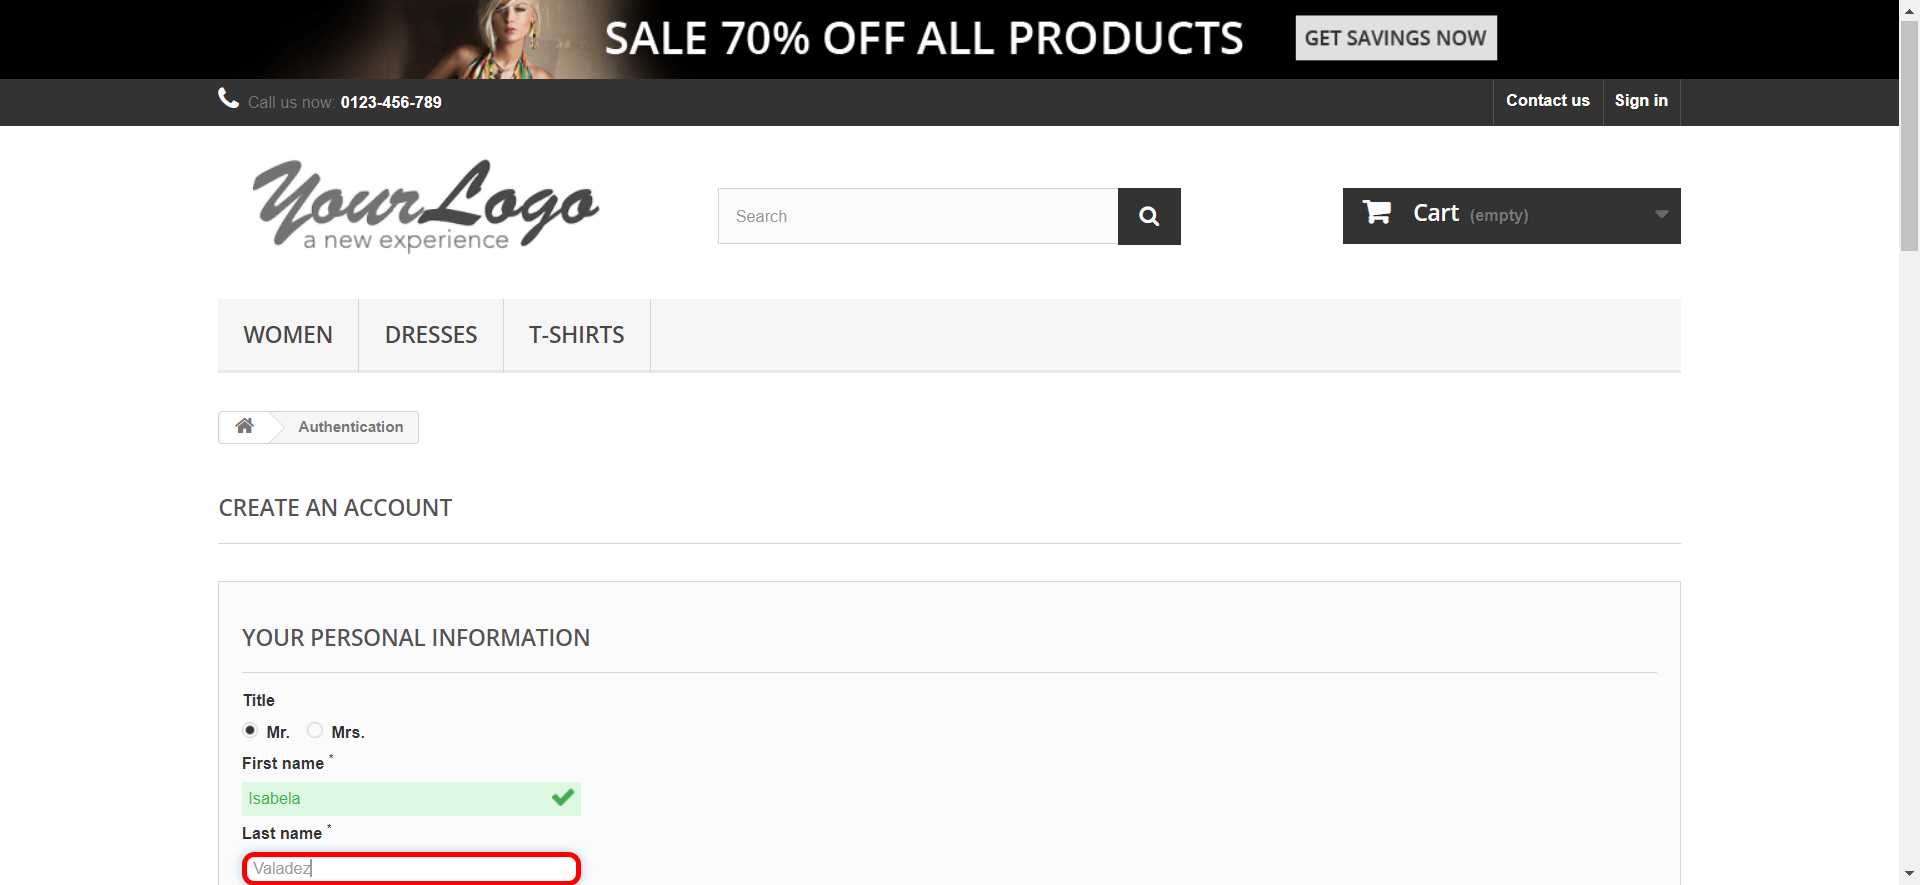 SALE 70% OFF ALL PRODUCTS GET SAVINGS NOW
Call us now: 0123-456-789 Contact us Sign in
YourLogo
a new experience
Search
Cart (empty)
WOMEN DRESSES T-SHIRTS
Authentication
CREATE AN ACCOUNT
YOUR PERSONAL INFORMATION
Title
Mr. Mrs.
First name *
Isabela
Last name *
Valadez